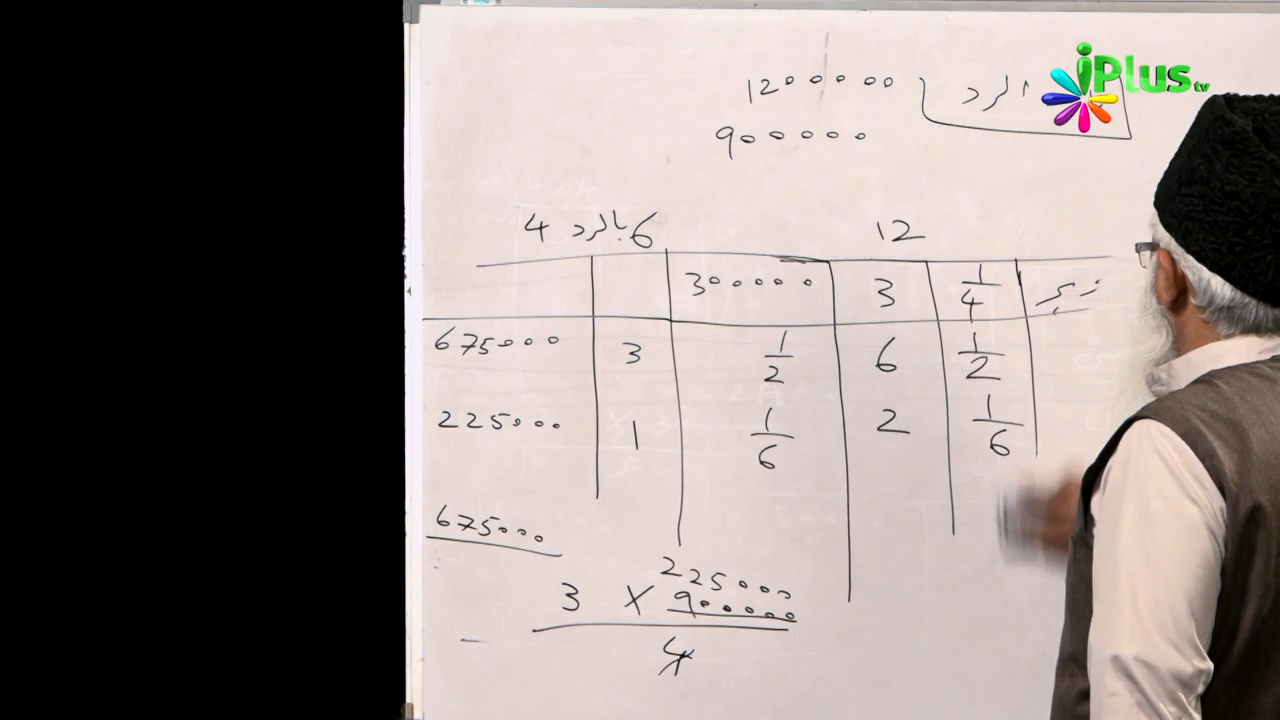 iPlus tv
الرد 1200000
900000
12 6 بالرد 4
1/4 3 300000
1/2 6 1/2 3 675000
1/6 2 1/6 1 225000
675000
225000
3 X 900000
4